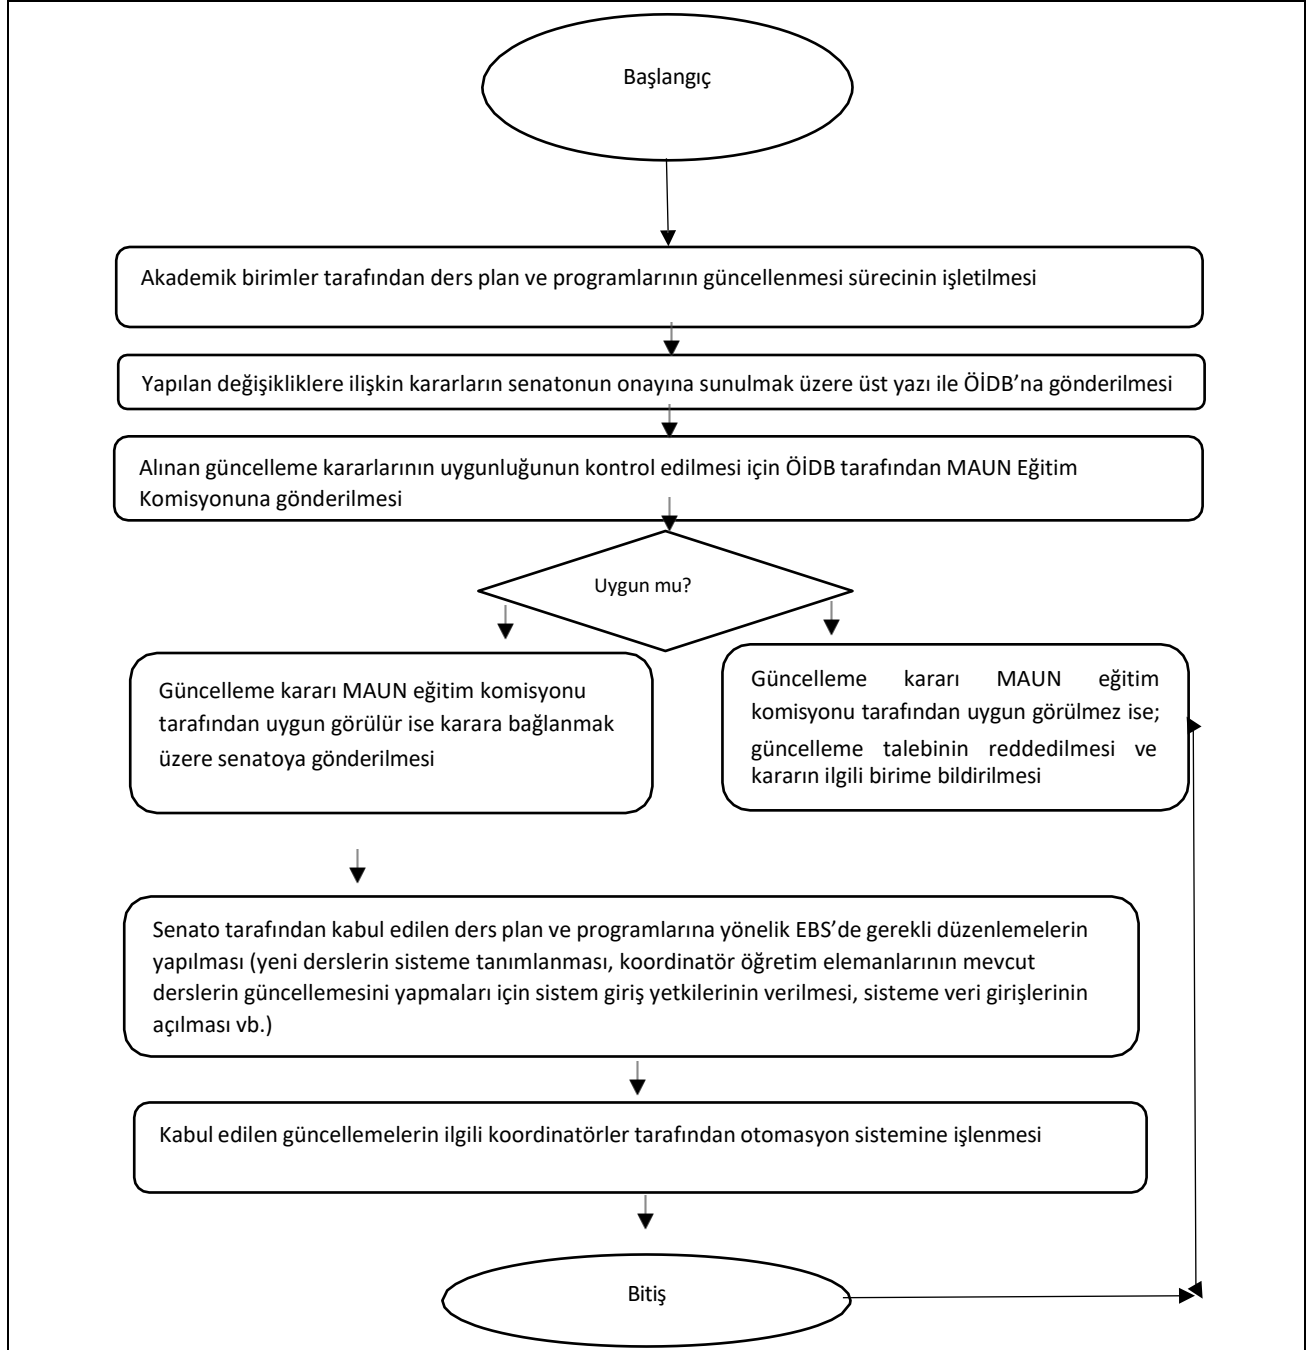 Başlangıç
Akademik birimler tarafından ders plan ve programlarının güncellenmesi sürecinin işletilmesi
Yapılan değişikliklere ilişkin kararların senatonun onayına sunulmak üzere üst yazı ile ÖİDB’na gönderilmesi
Alınan güncelleme kararlarının uygunluğunun kontrol edilmesi için ÖİDB tarafından MAUN Eğitim
Komisyonuna gönderilmesi
Uygun mu?
Güncelleme kararı MAUN eğitim komisyonu
tarafından uygun görülür ise karara bağlanmak
üzere senatoya gönderilmesi
Güncelleme kararı MAUN eğitim
komisyonu tarafından uygun görülmez ise;
güncelleme talebinin reddedilmesi ve
kararın ilgili birime bildirilmesi
Senato tarafından kabul edilen ders plan ve programlarına yönelik EBS’de gerekli düzenlemelerin
yapılması (yeni derslerin sisteme tanımlanması, koordinatör öğretim elemanlarının mevcut
derslerin güncellemesini yapmaları için sistem giriş yetkilerinin verilmesi, sisteme veri girişlerinin
açılması vb.)
Kabul edilen güncellemelerin ilgili koordinatörler tarafından otomasyon sistemine işlenmesi
Bitiş